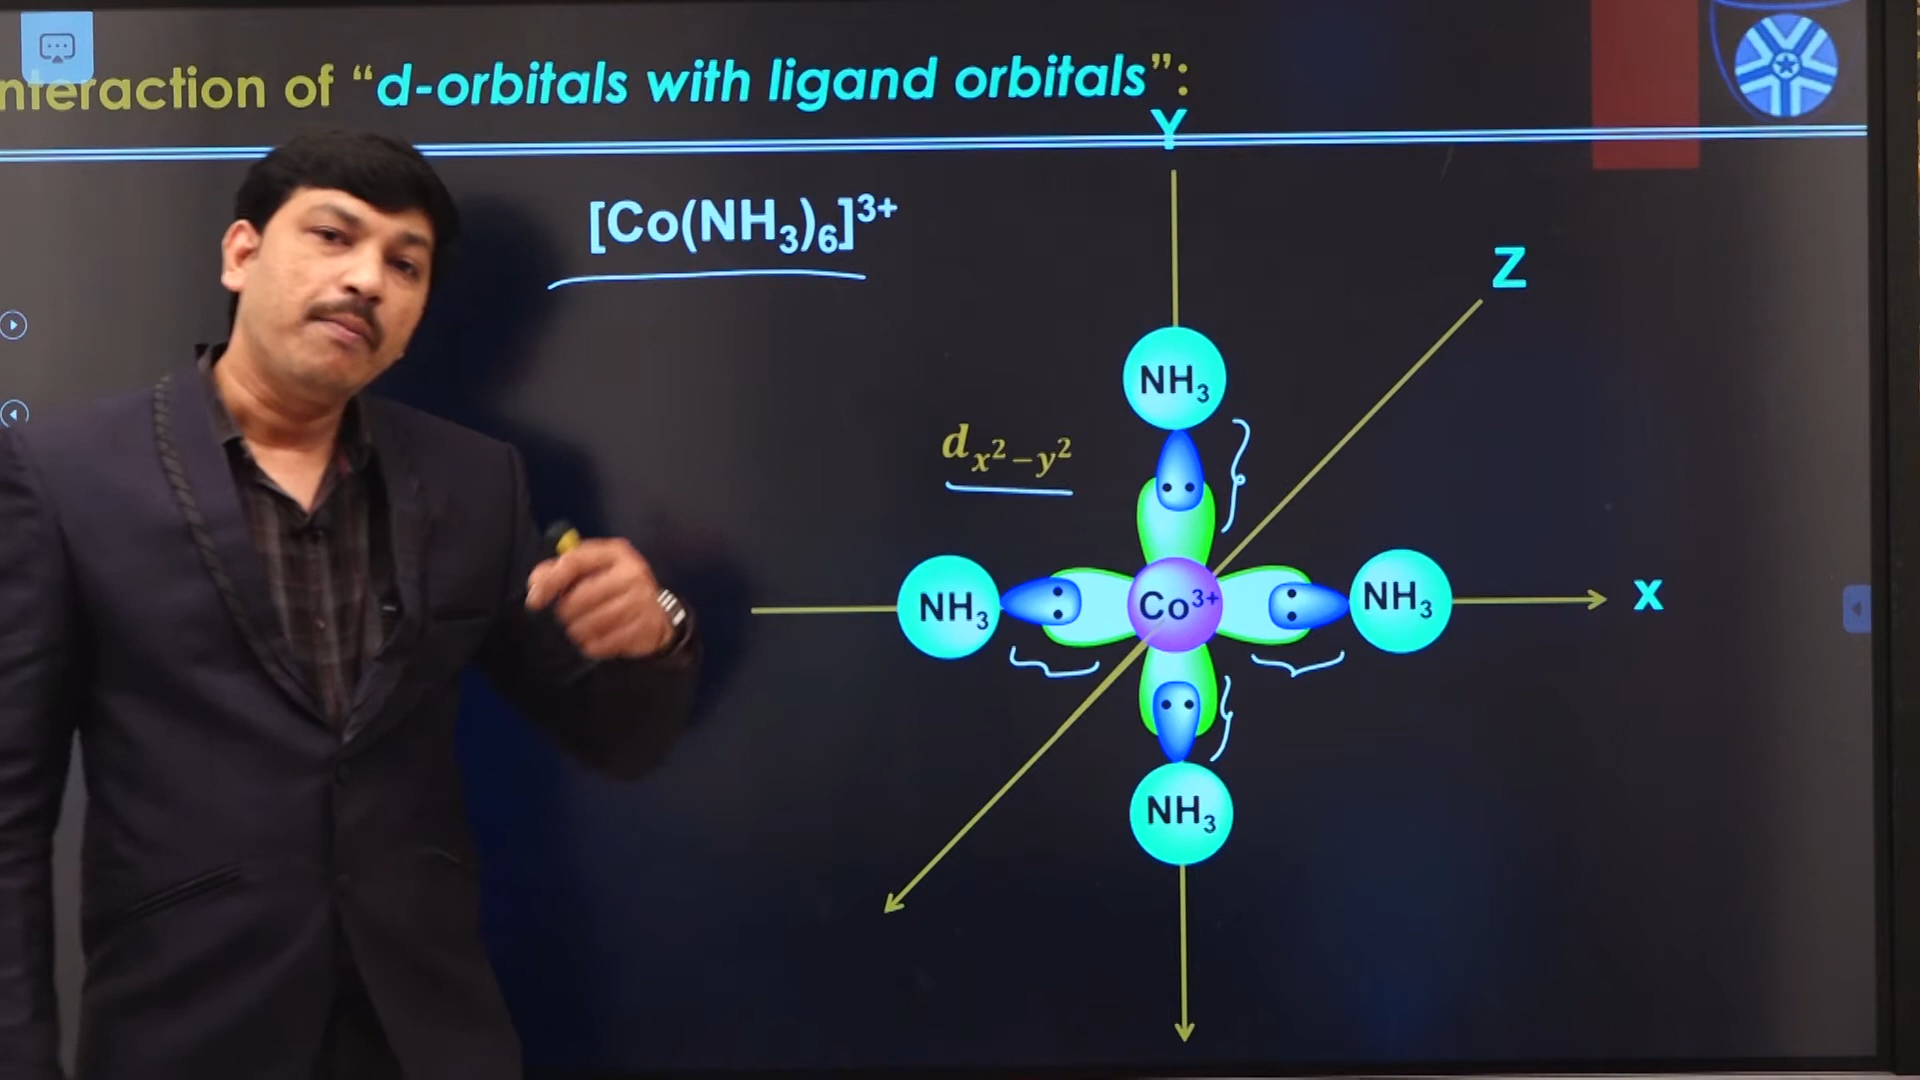 nteraction of “d-orbitals with ligand orbitals”:
Y
[Co(NH₃)₆]³⁺
Z
NH₃
dₓ²₋y²
NH₃
Co³⁺
NH₃
X
NH₃